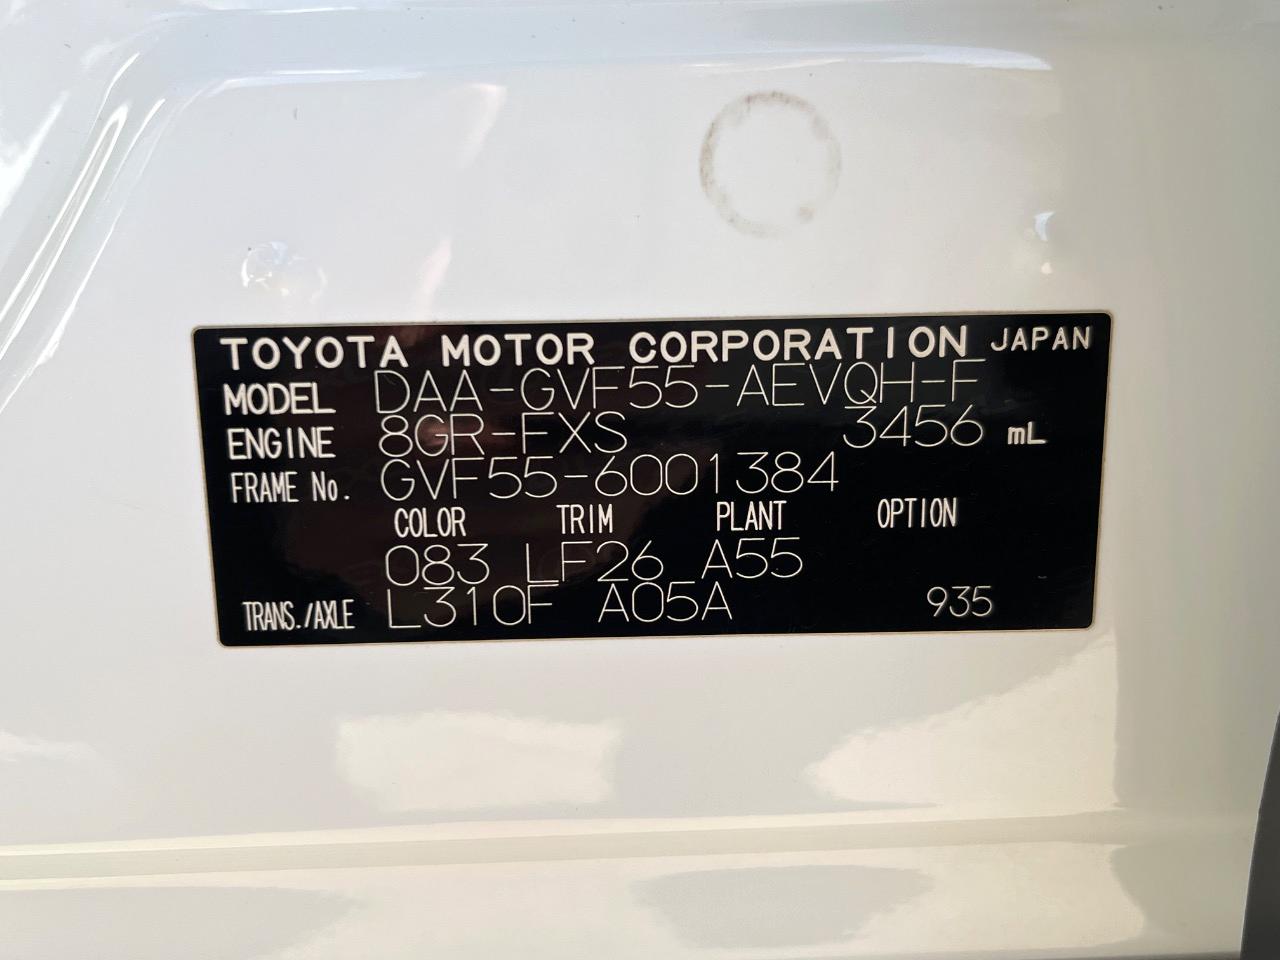 TOYOTA MOTOR CORPORATION JAPAN
MODEL DAA-GVF55-AEVQH-F
ENGINE 8GR-FXS 3456 mL
FRAME No. GVF55-6001384
COLOR TRIM PLANT OPTION
083 LF26 A55
TRANS./AXLE L310F A05A 935